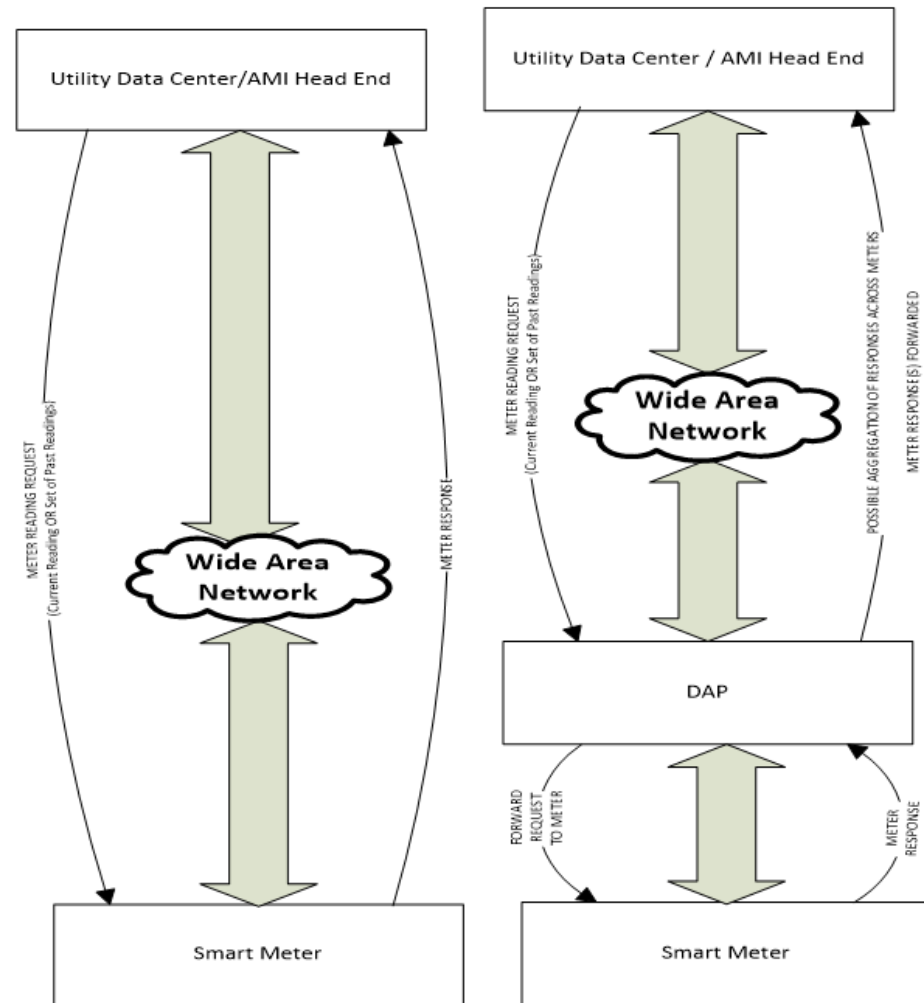 Utility Data Center/AMI Head End
METER READING REQUEST
(Current Reading OR Set of Past Readings)
METER RESPONSE
Wide Area
Network
Smart Meter
Utility Data Center / AMI Head End
METER READING REQUEST
(Current Reading OR Set of Past Readings)
POSSIBLE AGGREGATION OF RESPONSES ACROSS METERS
METER RESPONSE(S) FORWARDED
Wide Area
Network
DAP
FORWARD
REQUEST
TO METER
METER
RESPONSE
Smart Meter